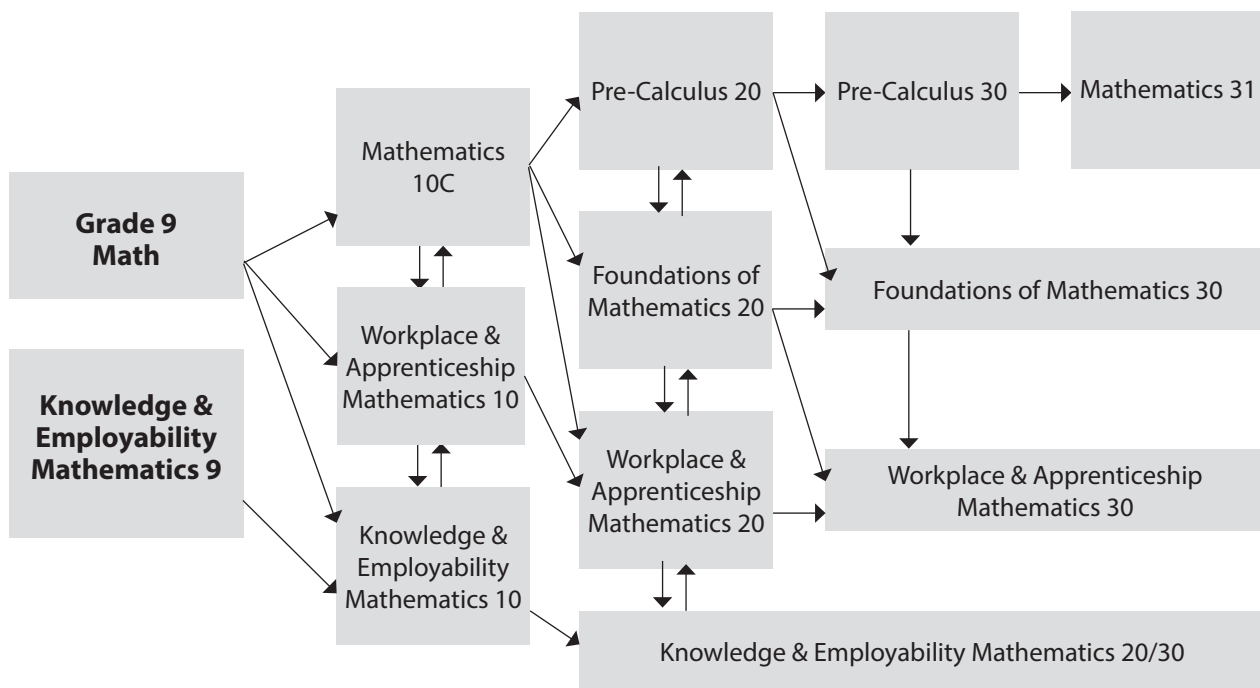 Grade 9
Math
Knowledge &
Employability
Mathematics 9
Mathematics
10C
Workplace &
Apprenticeship
Mathematics 10
Knowledge &
Employability
Mathematics 10
Pre-Calculus 20
Foundations of
Mathematics 20
Workplace &
Apprenticeship
Mathematics 20
Pre-Calculus 30
Mathematics 31
Foundations of Mathematics 30
Workplace & Apprenticeship
Mathematics 30
Knowledge & Employability Mathematics 20/30